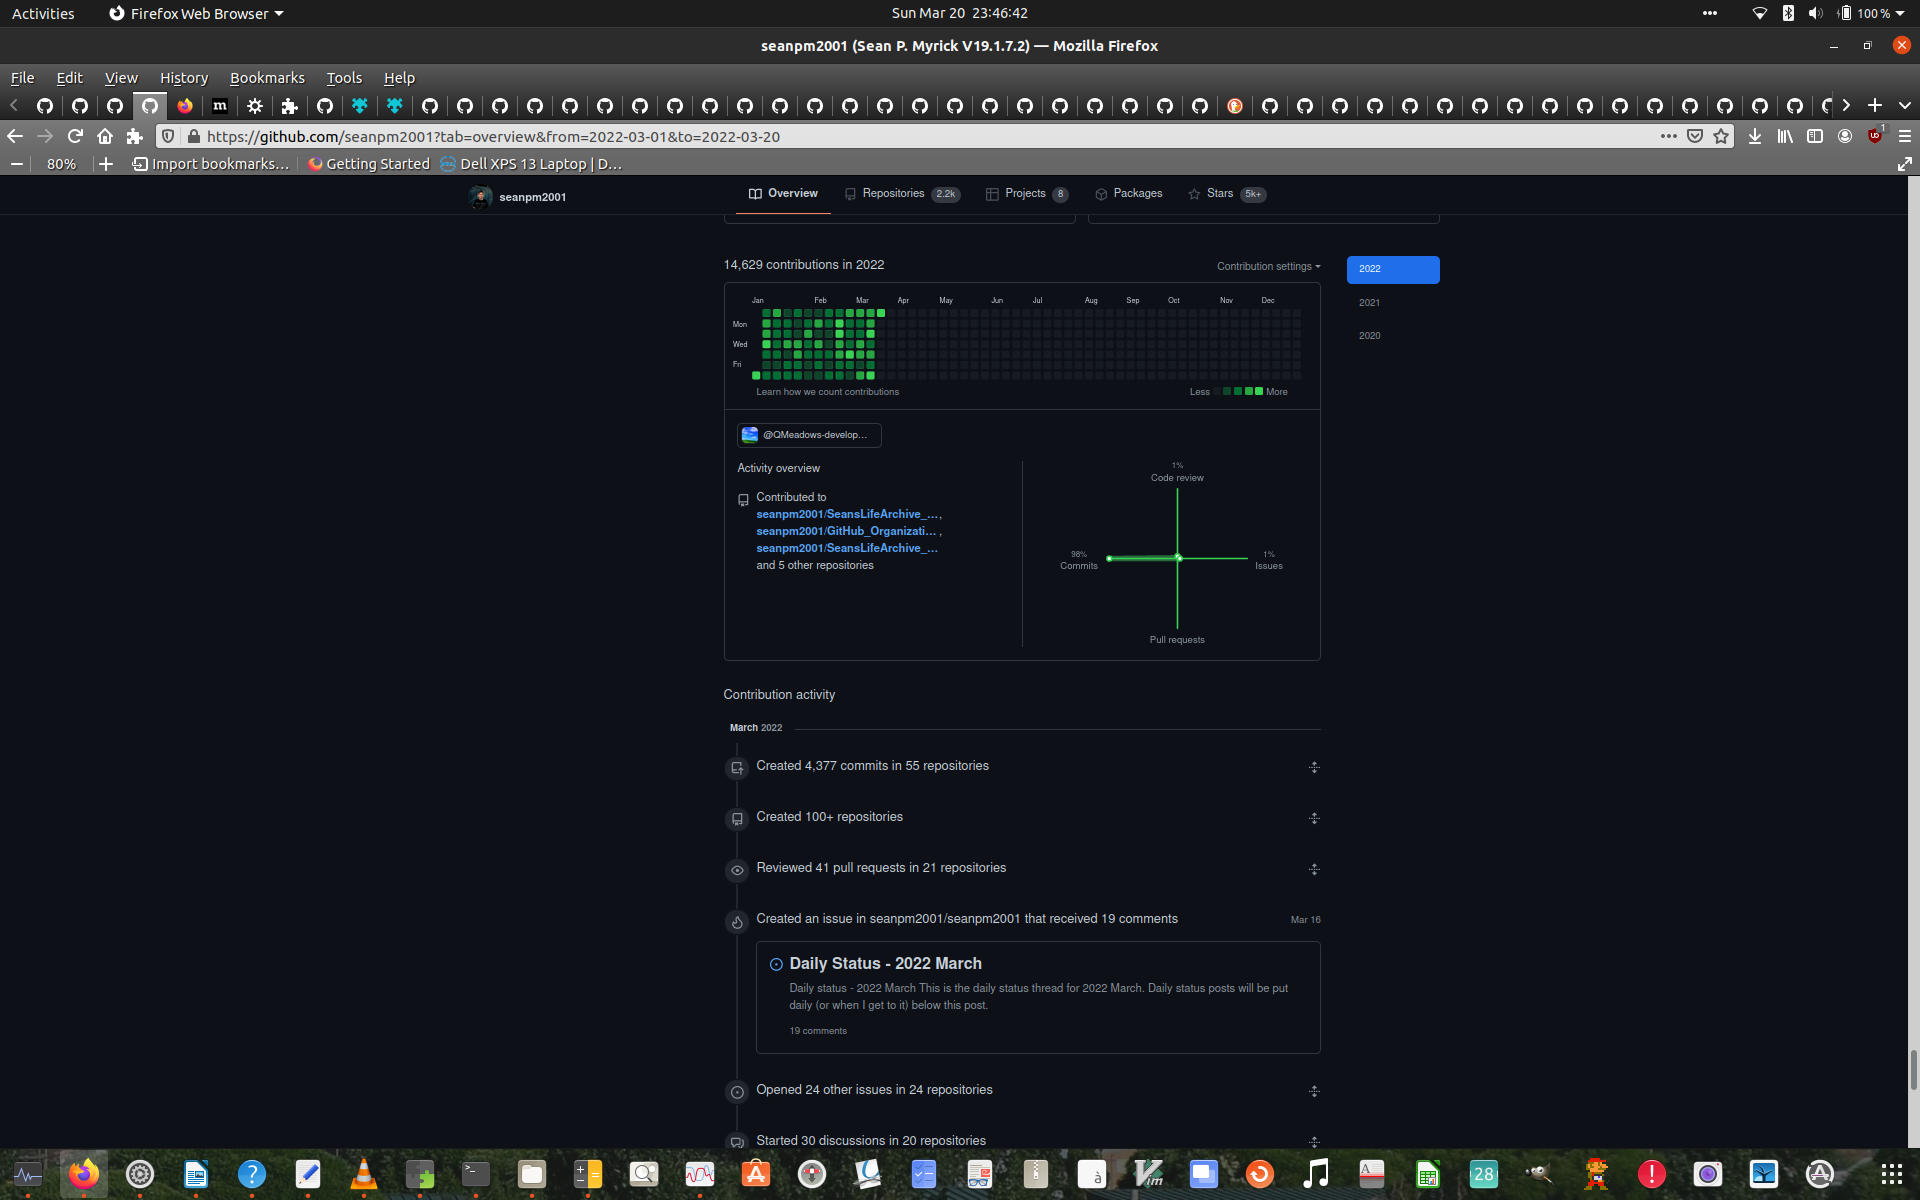 Activities
Firefox Web Browser
Sun Mar 20 23:46:42
100 %
seanpm2001 (Sean P. Myrick V19.1.7.2) — Mozilla Firefox
File Edit View History Bookmarks Tools Help
https://github.com/seanpm2001?tab=overview&from=2022-03-01&to=2022-03-20
80%
Import bookmarks…
Getting Started
Dell XPS 13 Laptop | D…
seanpm2001
Overview
Repositories 2.2k
Projects 8
Packages
Stars 5k+
14,629 contributions in 2022
Contribution settings
2022
2021
2020
Jan Feb Mar Apr May Jun Jul Aug Sep Oct Nov Dec
Mon
Wed
Fri
Learn how we count contributions
Less More
@QMeadows-develop…
Activity overview
Contributed to
seanpm2001/SeansLifeArchive_…,
seanpm2001/GitHub_Organizati… ,
seanpm2001/SeansLifeArchive_…
and 5 other repositories
1%
Code review
98%
Commits
1%
Issues
Pull requests
Contribution activity
March 2022
Created 4,377 commits in 55 repositories
Created 100+ repositories
Reviewed 41 pull requests in 21 repositories
Created an issue in seanpm2001/seanpm2001 that received 19 comments
Mar 16
Daily Status - 2022 March
Daily status - 2022 March This is the daily status thread for 2022 March. Daily status posts will be put
daily (or when I get to it) below this post.
19 comments
Opened 24 other issues in 24 repositories
Started 30 discussions in 20 repositories
28